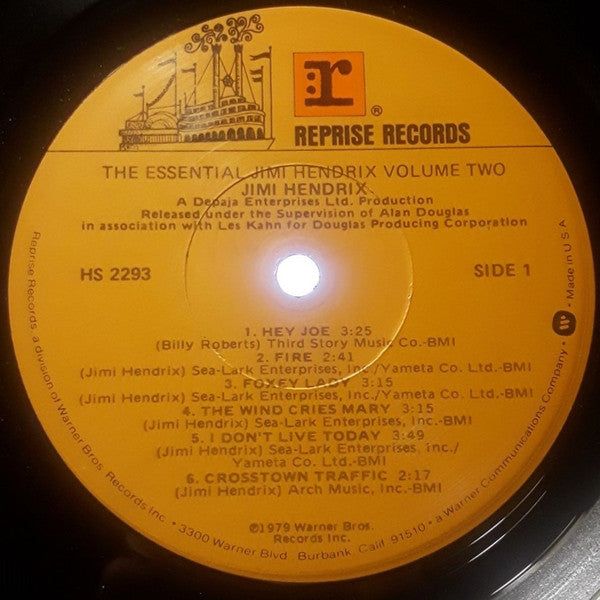 r
®
REPRISE RECORDS
THE ESSENTIAL JIMI HENDRIX VOLUME TWO
JIMI HENDRIX
A Depaja Enterprises Ltd. Production
Released under the Supervision of Alan Douglas
in association with Les Kahn for Douglas Producing Corporation
HS 2293
SIDE 1
1. HEY JOE 3:25
(Billy Roberts) Third Story Music Co.-BMI
2. FIRE 2:41
(Jimi Hendrix) Sea-Lark Enterprises, Inc./Yameta Co. Ltd.-BMI
3. FOXEY LADY 3:15
(Jimi Hendrix) Sea-Lark Enterprises, Inc./Yameta Co. Ltd.-BMI
4. THE WIND CRIES MARY 3:15
(Jimi Hendrix) Sea-Lark Enterprises, Inc.-BMI
5. I DON'T LIVE TODAY 3:49
(Jimi Hendrix) Sea-Lark Enterprises, Inc./
Yameta Co. Ltd.-BMI
6. CROSSTOWN TRAFFIC 2:17
(Jimi Hendrix) Arch Music, Inc.-BMI
©1979 Warner Bros.
Records Inc.
Reprise Records, a division of Warner Bros. Records Inc. • 3300 Warner Blvd., Burbank, Calif. 91510 • a Warner Communications Company. • Made in U.S.A.